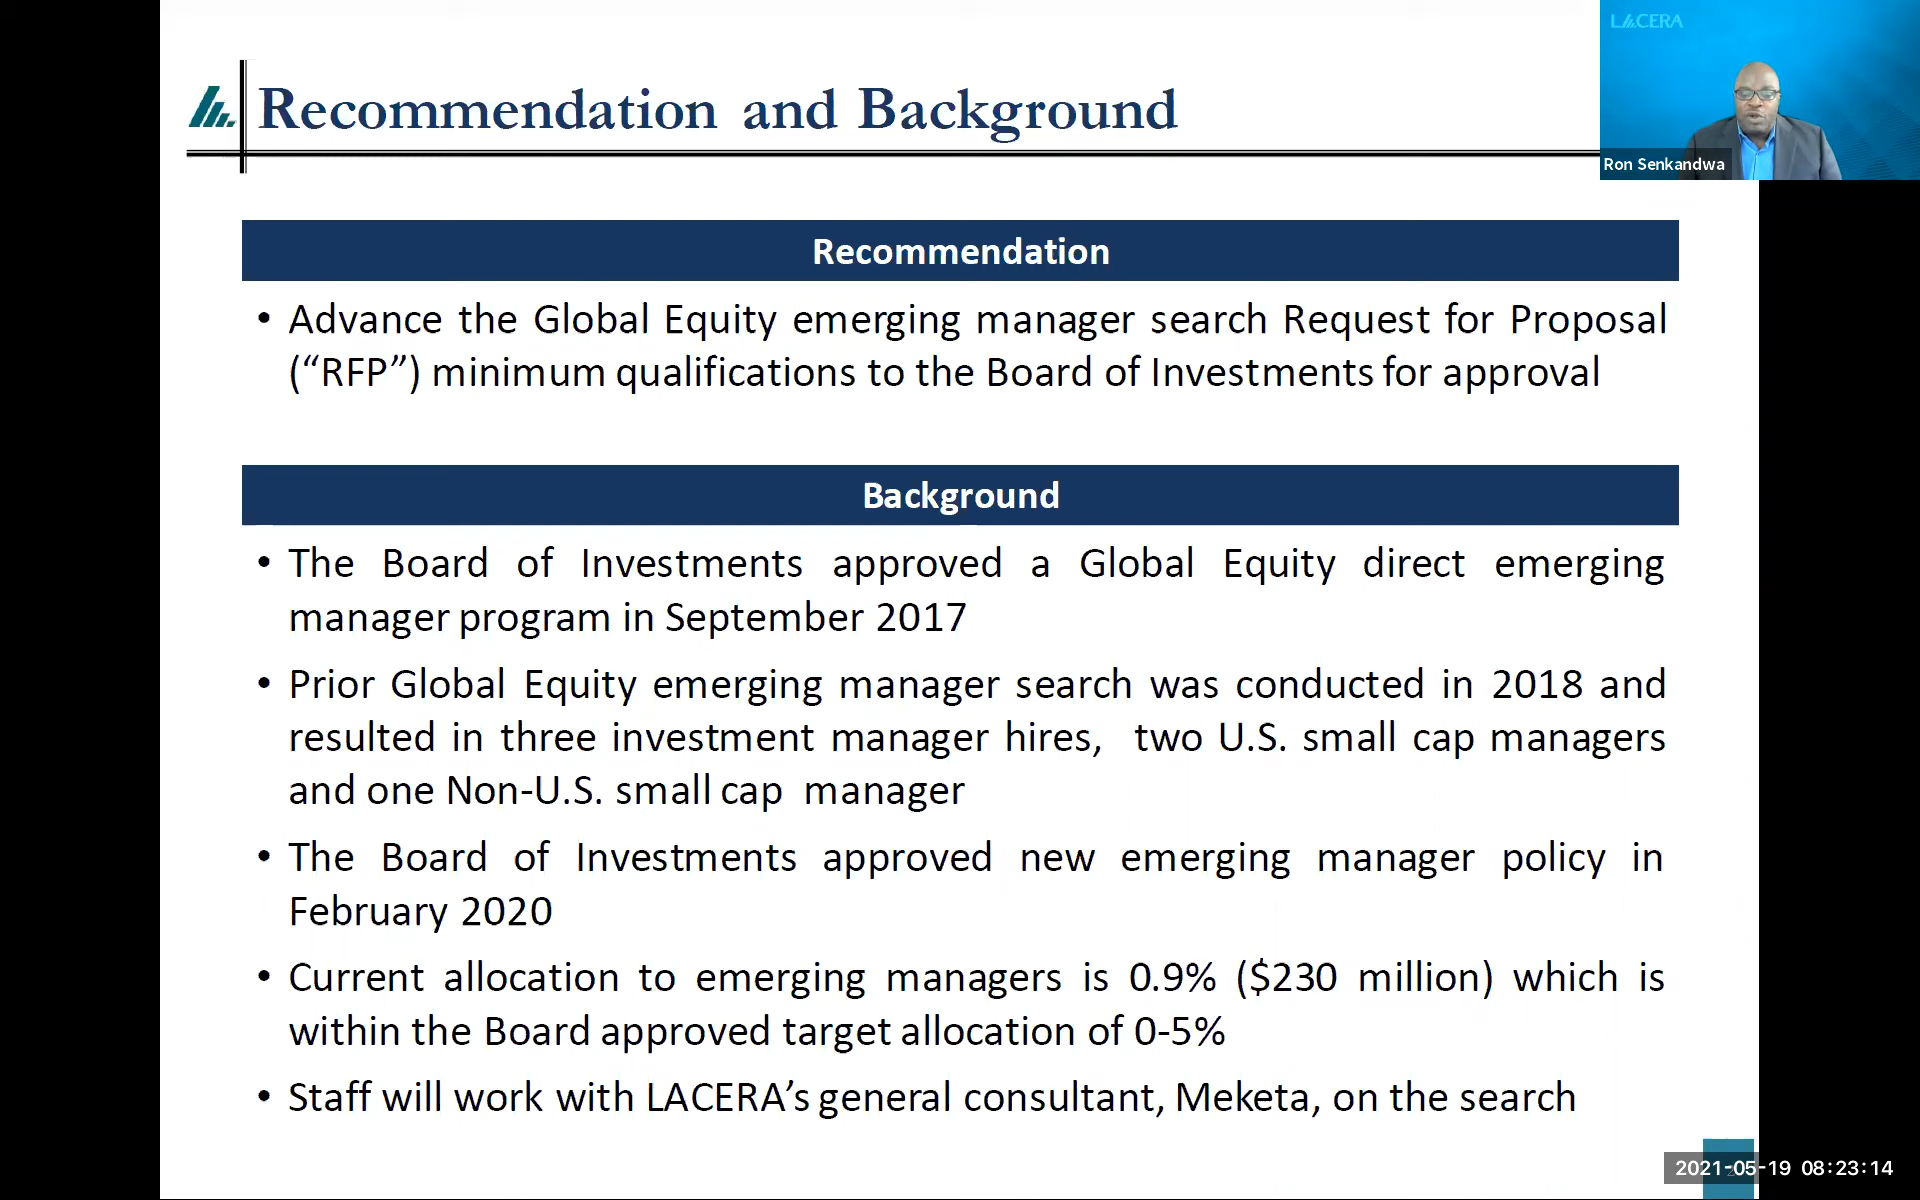 LACERA
Recommendation and Background
Ron Senkandwa
Recommendation
• Advance the Global Equity emerging manager search Request for Proposal
(“RFP”) minimum qualifications to the Board of Investments for approval
Background
• The Board of Investments approved a Global Equity direct emerging
manager program in September 2017
• Prior Global Equity emerging manager search was conducted in 2018 and
resulted in three investment manager hires, two U.S. small cap managers
and one Non-U.S. small cap manager
• The Board of Investments approved new emerging manager policy in
February 2020
• Current allocation to emerging managers is 0.9% ($230 million) which is
within the Board approved target allocation of 0-5%
• Staff will work with LACERA’s general consultant, Meketa, on the search
2021-05-19 08:23:14